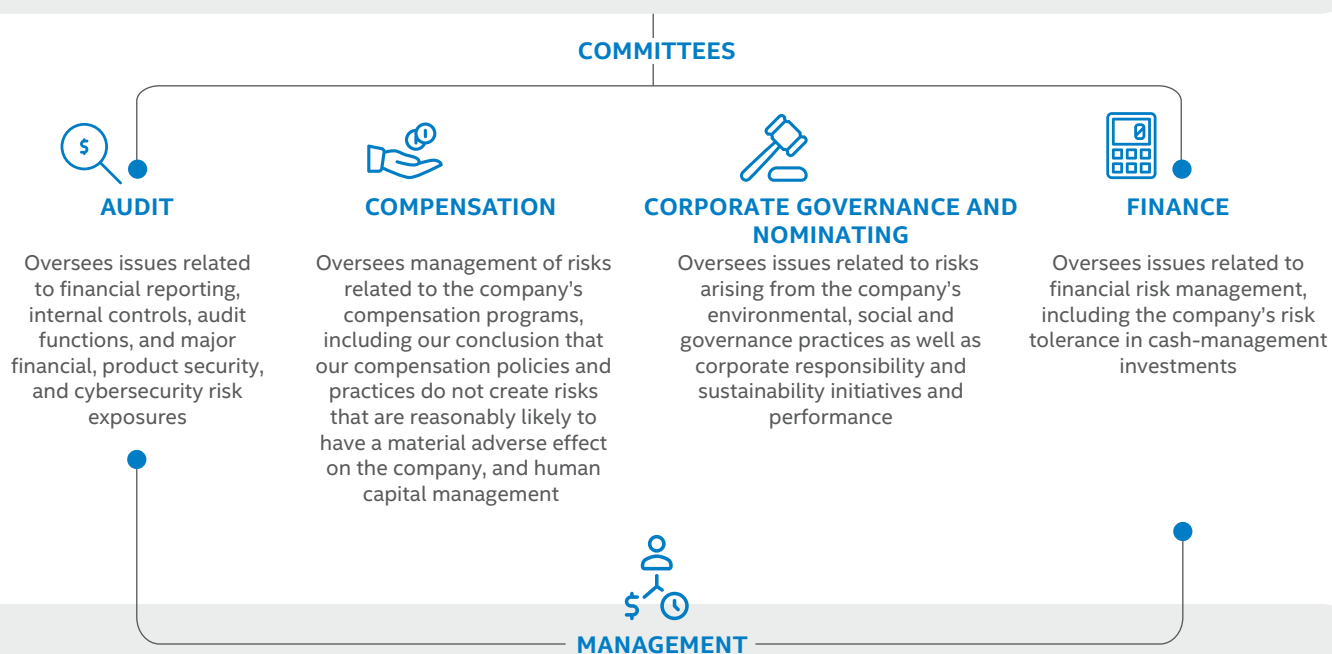 COMMITTEES
$
AUDIT
Oversees issues related
to financial reporting,
internal controls, audit
functions, and major
financial, product security,
and cybersecurity risk
exposures
COMPENSATION
Oversees management of risks
related to the company’s
compensation programs,
including our conclusion that
our compensation policies and
practices do not create risks
that are reasonably likely to
have a material adverse effect
on the company, and human
capital management
CORPORATE GOVERNANCE AND
NOMINATING
Oversees issues related to risks
arising from the company’s
environmental, social and
governance practices as well as
corporate responsibility and
sustainability initiatives and
performance
0
FINANCE
Oversees issues related to
financial risk management,
including the company’s risk
tolerance in cash-management
investments
$
MANAGEMENT